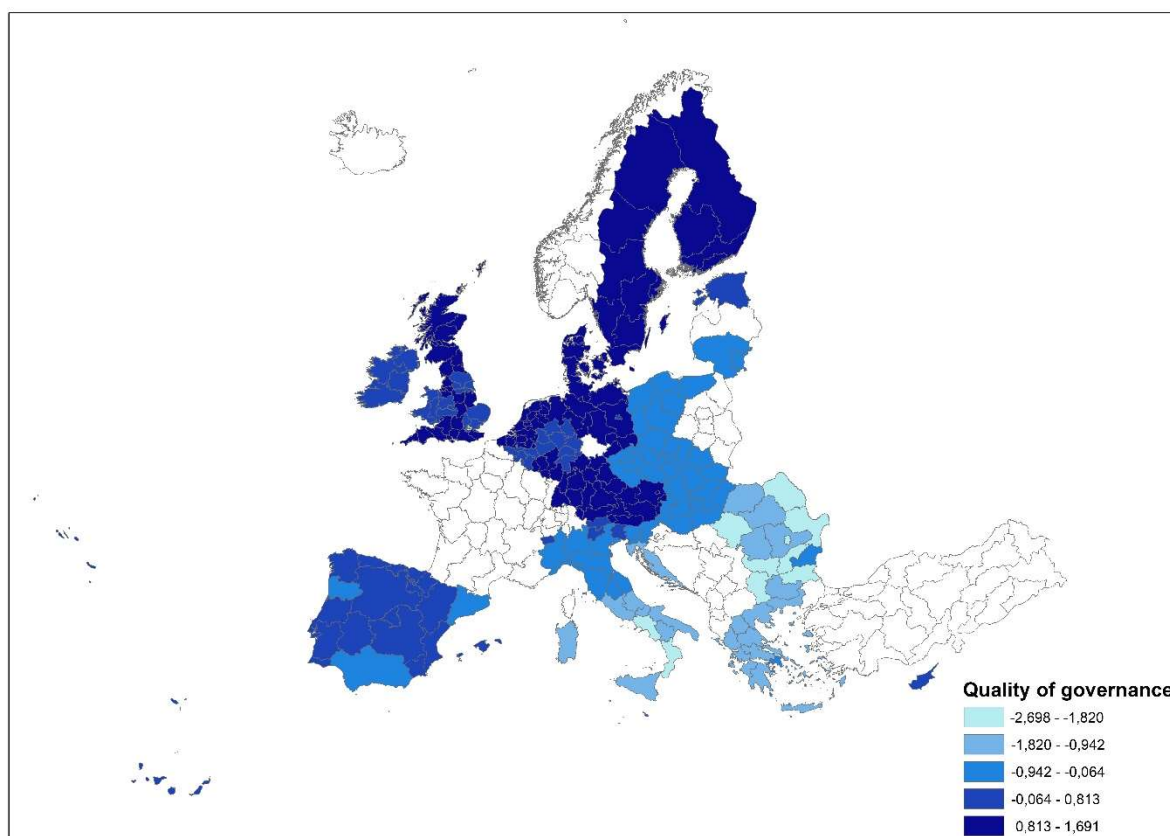 Quality of governance
-2,698 - -1,820
-1,820 - -0,942
-0,942 - -0,064
-0,064 - 0,813
0,813 - 1,691